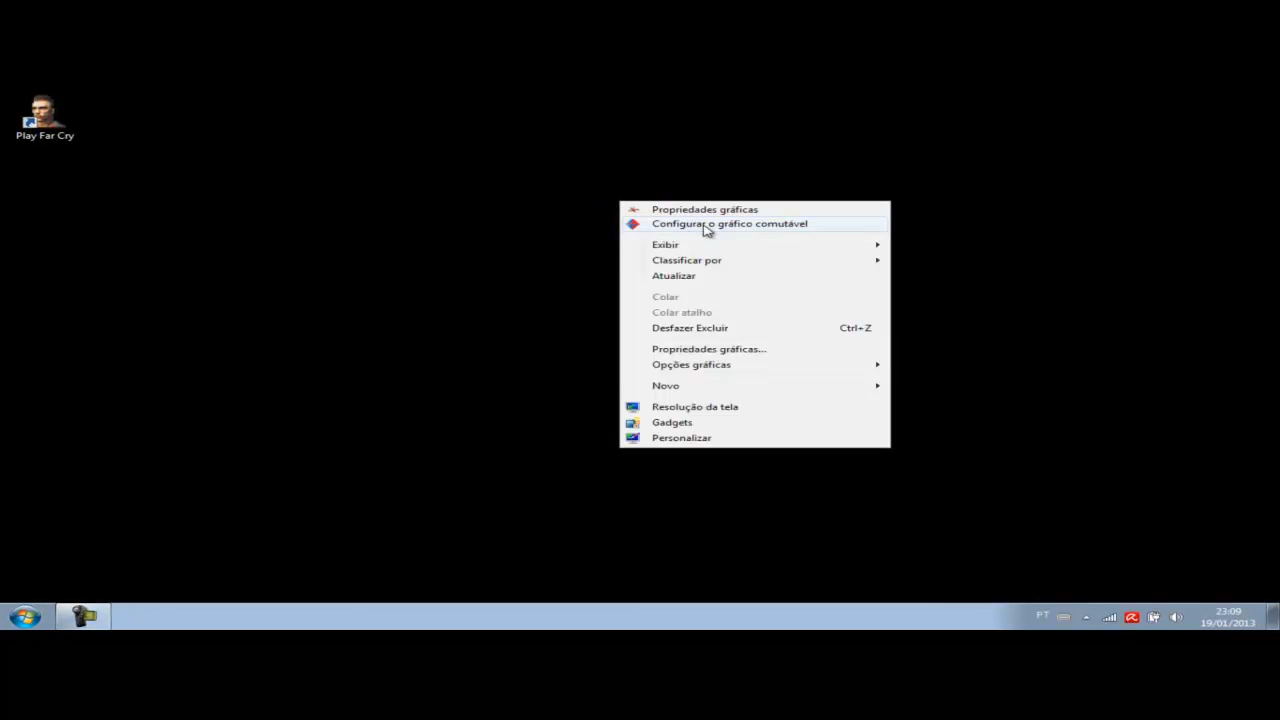 Play Far Cry
Propriedades gráficas
Configurar o gráfico comutável
Exibir
Classificar por
Atualizar
Colar
Colar atalho
Desfazer Excluir Ctrl+Z
Propriedades gráficas...
Opções gráficas
Novo
Resolução da tela
Gadgets
Personalizar
PT
23:09
19/01/2013